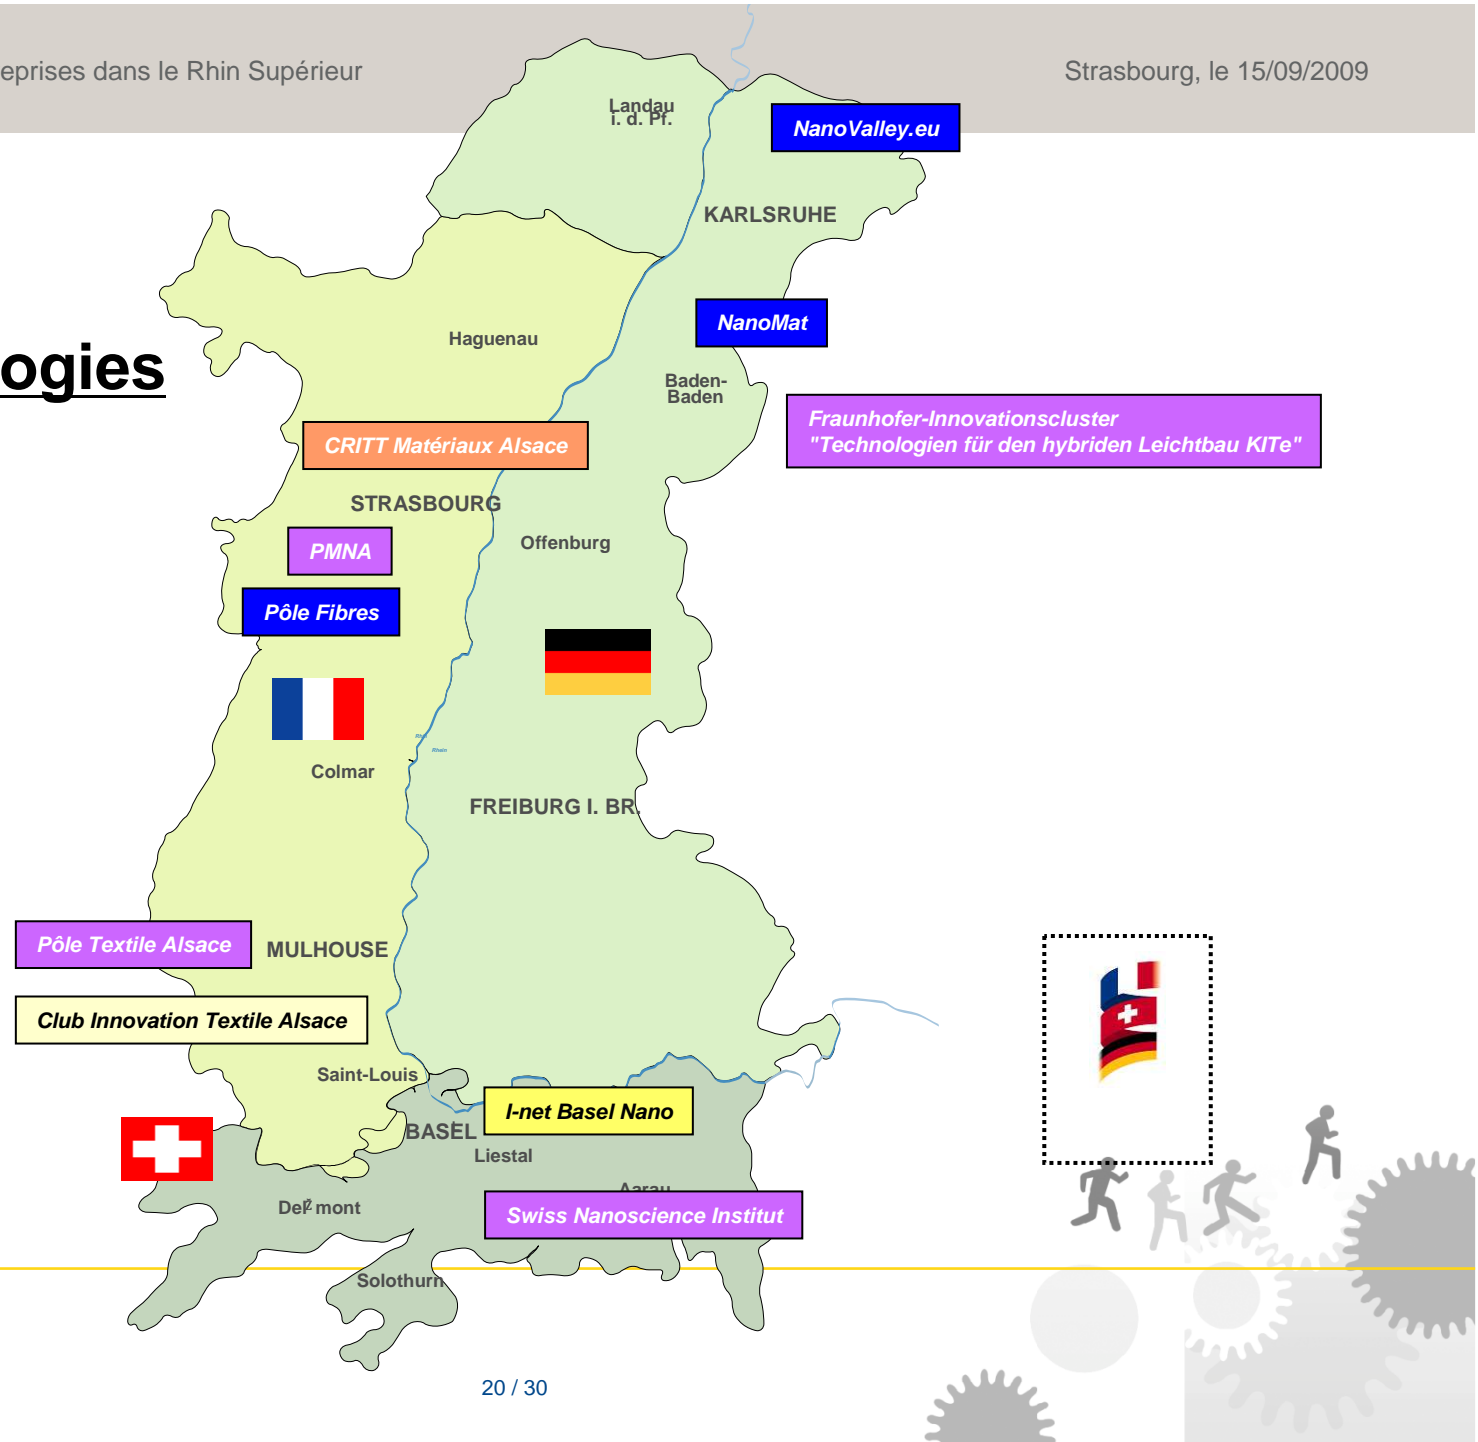 eprises dans le Rhin Supérieur
Strasbourg, le 15/09/2009
Landau
i. d. Pf.
NanoValley.eu
KARLSRUHE
NanoMat
Haguenau
ogies
Baden-
Baden
Fraunhofer-Innovationscluster
"Technologien für den hybriden Leichtbau KITe"
CRITT Matériaux Alsace
STRASBOURG
Offenburg
PMNA
Pôle Fibres
Rhin
Rhein
Colmar
FREIBURG I. BR.
Pôle Textile Alsace
MULHOUSE
Club Innovation Textile Alsace
Saint-Louis
I-net Basel Nano
BASEL
Liestal
Aarau
Swiss Nanoscience Institut
Solothurn
20 / 30